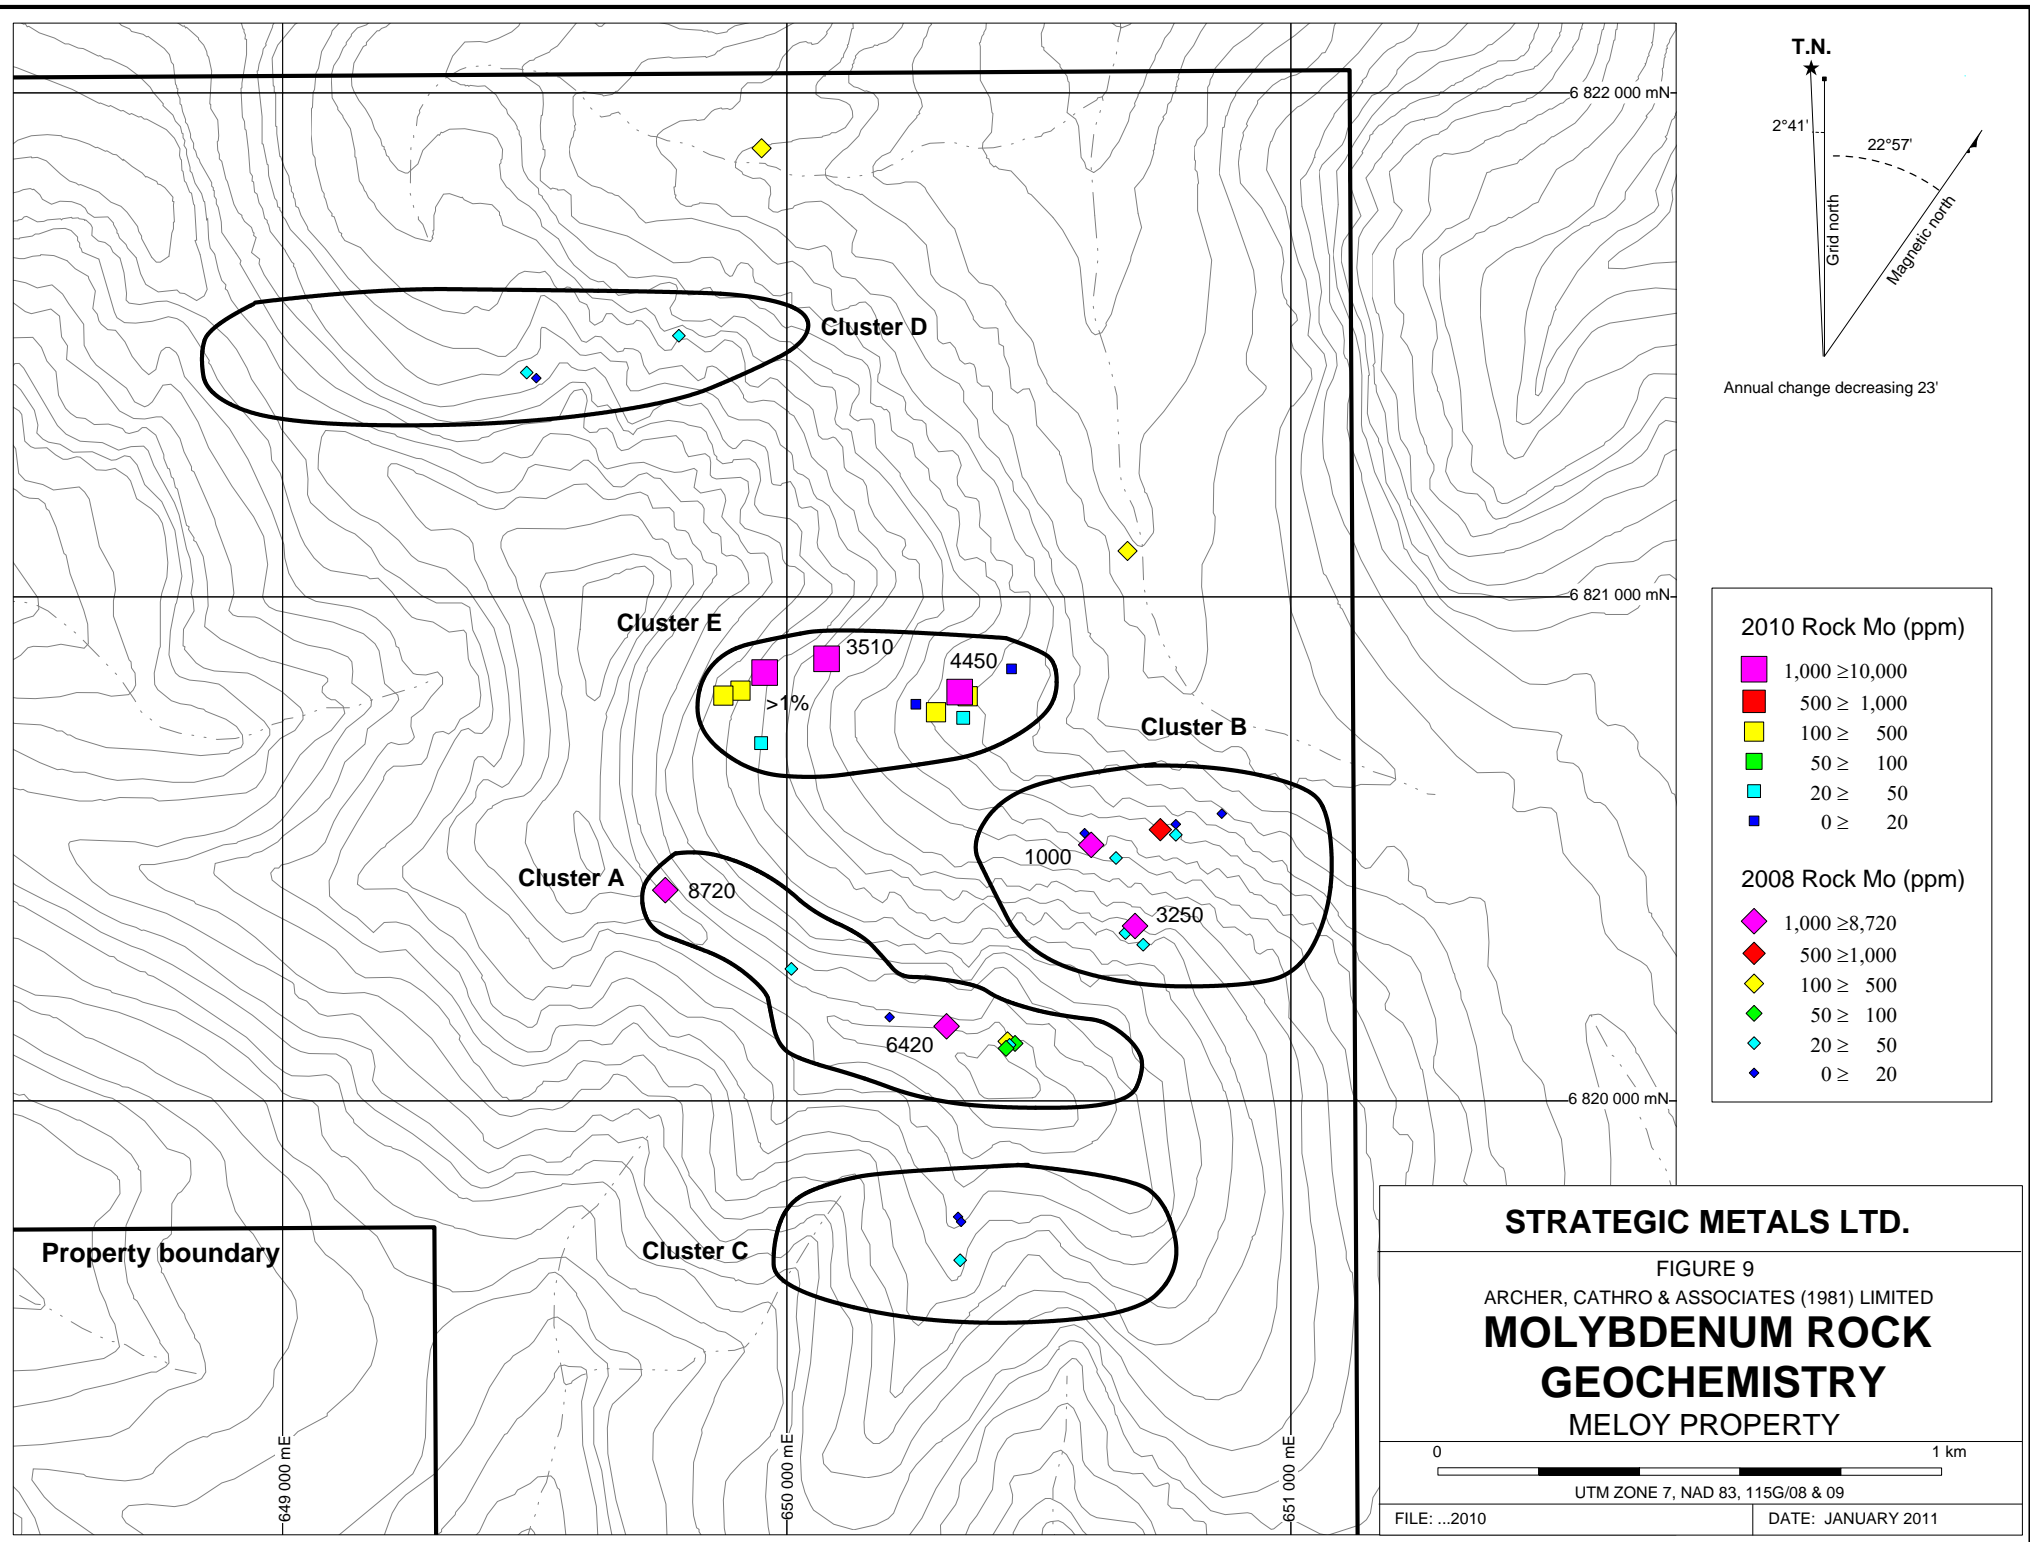 T.N.
2°41'
22°57'
Grid north
Magnetic north
Annual change decreasing 23'
6 822 000 mN
6 821 000 mN
6 820 000 mN
649 000 mE
650 000 mE
651 000 mE
Cluster D
Cluster E
3510
4450
>1%
Cluster B
1000
3250
Cluster A
8720
6420
Cluster C
Property boundary
2010 Rock Mo (ppm)
1,000 ≥10,000
500 ≥ 1,000
100 ≥ 500
50 ≥ 100
20 ≥ 50
0 ≥ 20
2008 Rock Mo (ppm)
1,000 ≥8,720
500 ≥1,000
100 ≥ 500
50 ≥ 100
20 ≥ 50
0 ≥ 20
STRATEGIC METALS LTD.
FIGURE 9
ARCHER, CATHRO & ASSOCIATES (1981) LIMITED
MOLYBDENUM ROCK
GEOCHEMISTRY
MELOY PROPERTY
0 1 km
UTM ZONE 7, NAD 83, 115G/08 & 09
FILE: ...2010 DATE: JANUARY 2011